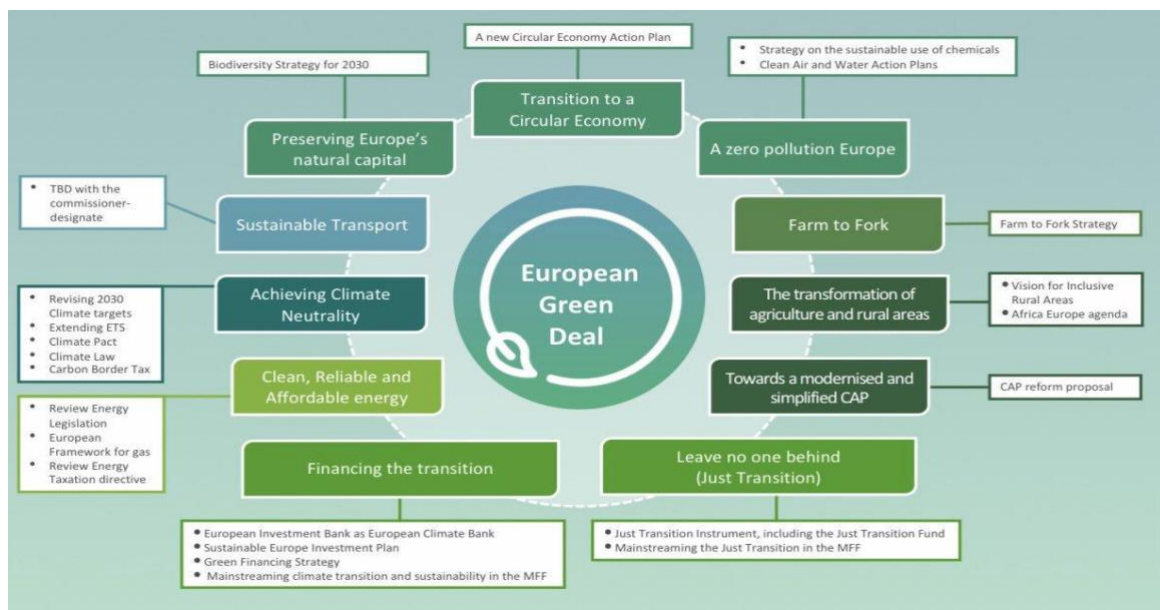 A new Circular Economy Action Plan
Biodiversity Strategy for 2030
• Strategy on the sustainable use of chemicals
• Clean Air and Water Action Plans
Transition to a
Circular Economy
Preserving Europe's
natural capital
A zero pollution Europe
• TBD with the
commissioner-
designate
Sustainable Transport
Farm to Fork
Farm to Fork Strategy
European
Green
Deal
• Revising 2030
Climate targets
• Extending ETS
• Climate Pact
• Climate Law
• Carbon Border Tax
Achieving Climate
Neutrality
The transformation of
agriculture and rural areas
• Vision for Inclusive
Rural Areas
• Africa Europe agenda
Clean, Reliable and
Affordable energy
Towards a modernised and
simplified CAP
CAP reform proposal
• Review Energy
Legislation
• European
Framework for gas
• Review Energy
Taxation directive
Financing the transition
Leave no one behind
(Just Transition)
• European Investment Bank as European Climate Bank
• Sustainable Europe Investment Plan
• Green Financing Strategy
• Mainstreaming climate transition and sustainability in the MFF
• Just Transition Instrument, including the Just Transition Fund
• Mainstreaming the Just Transition in the MFF